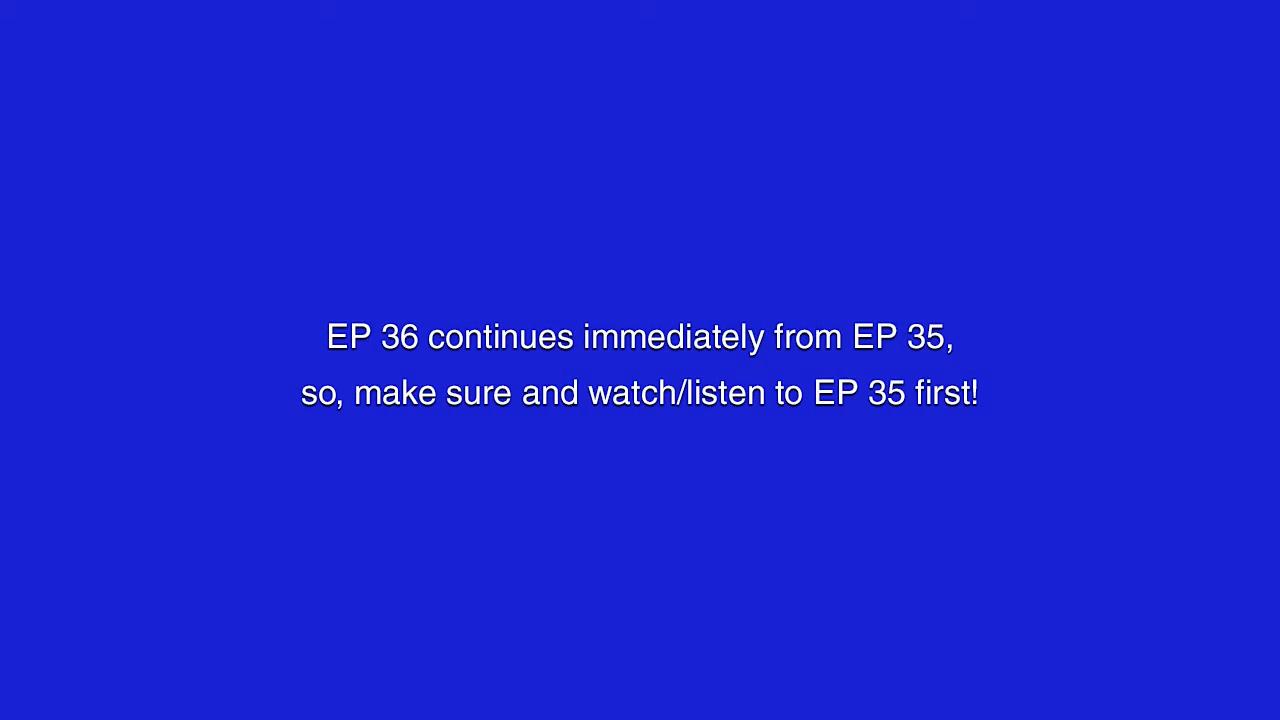 EP 36 continues immediately from EP 35,
so, make sure and watch/listen to EP 35 first!